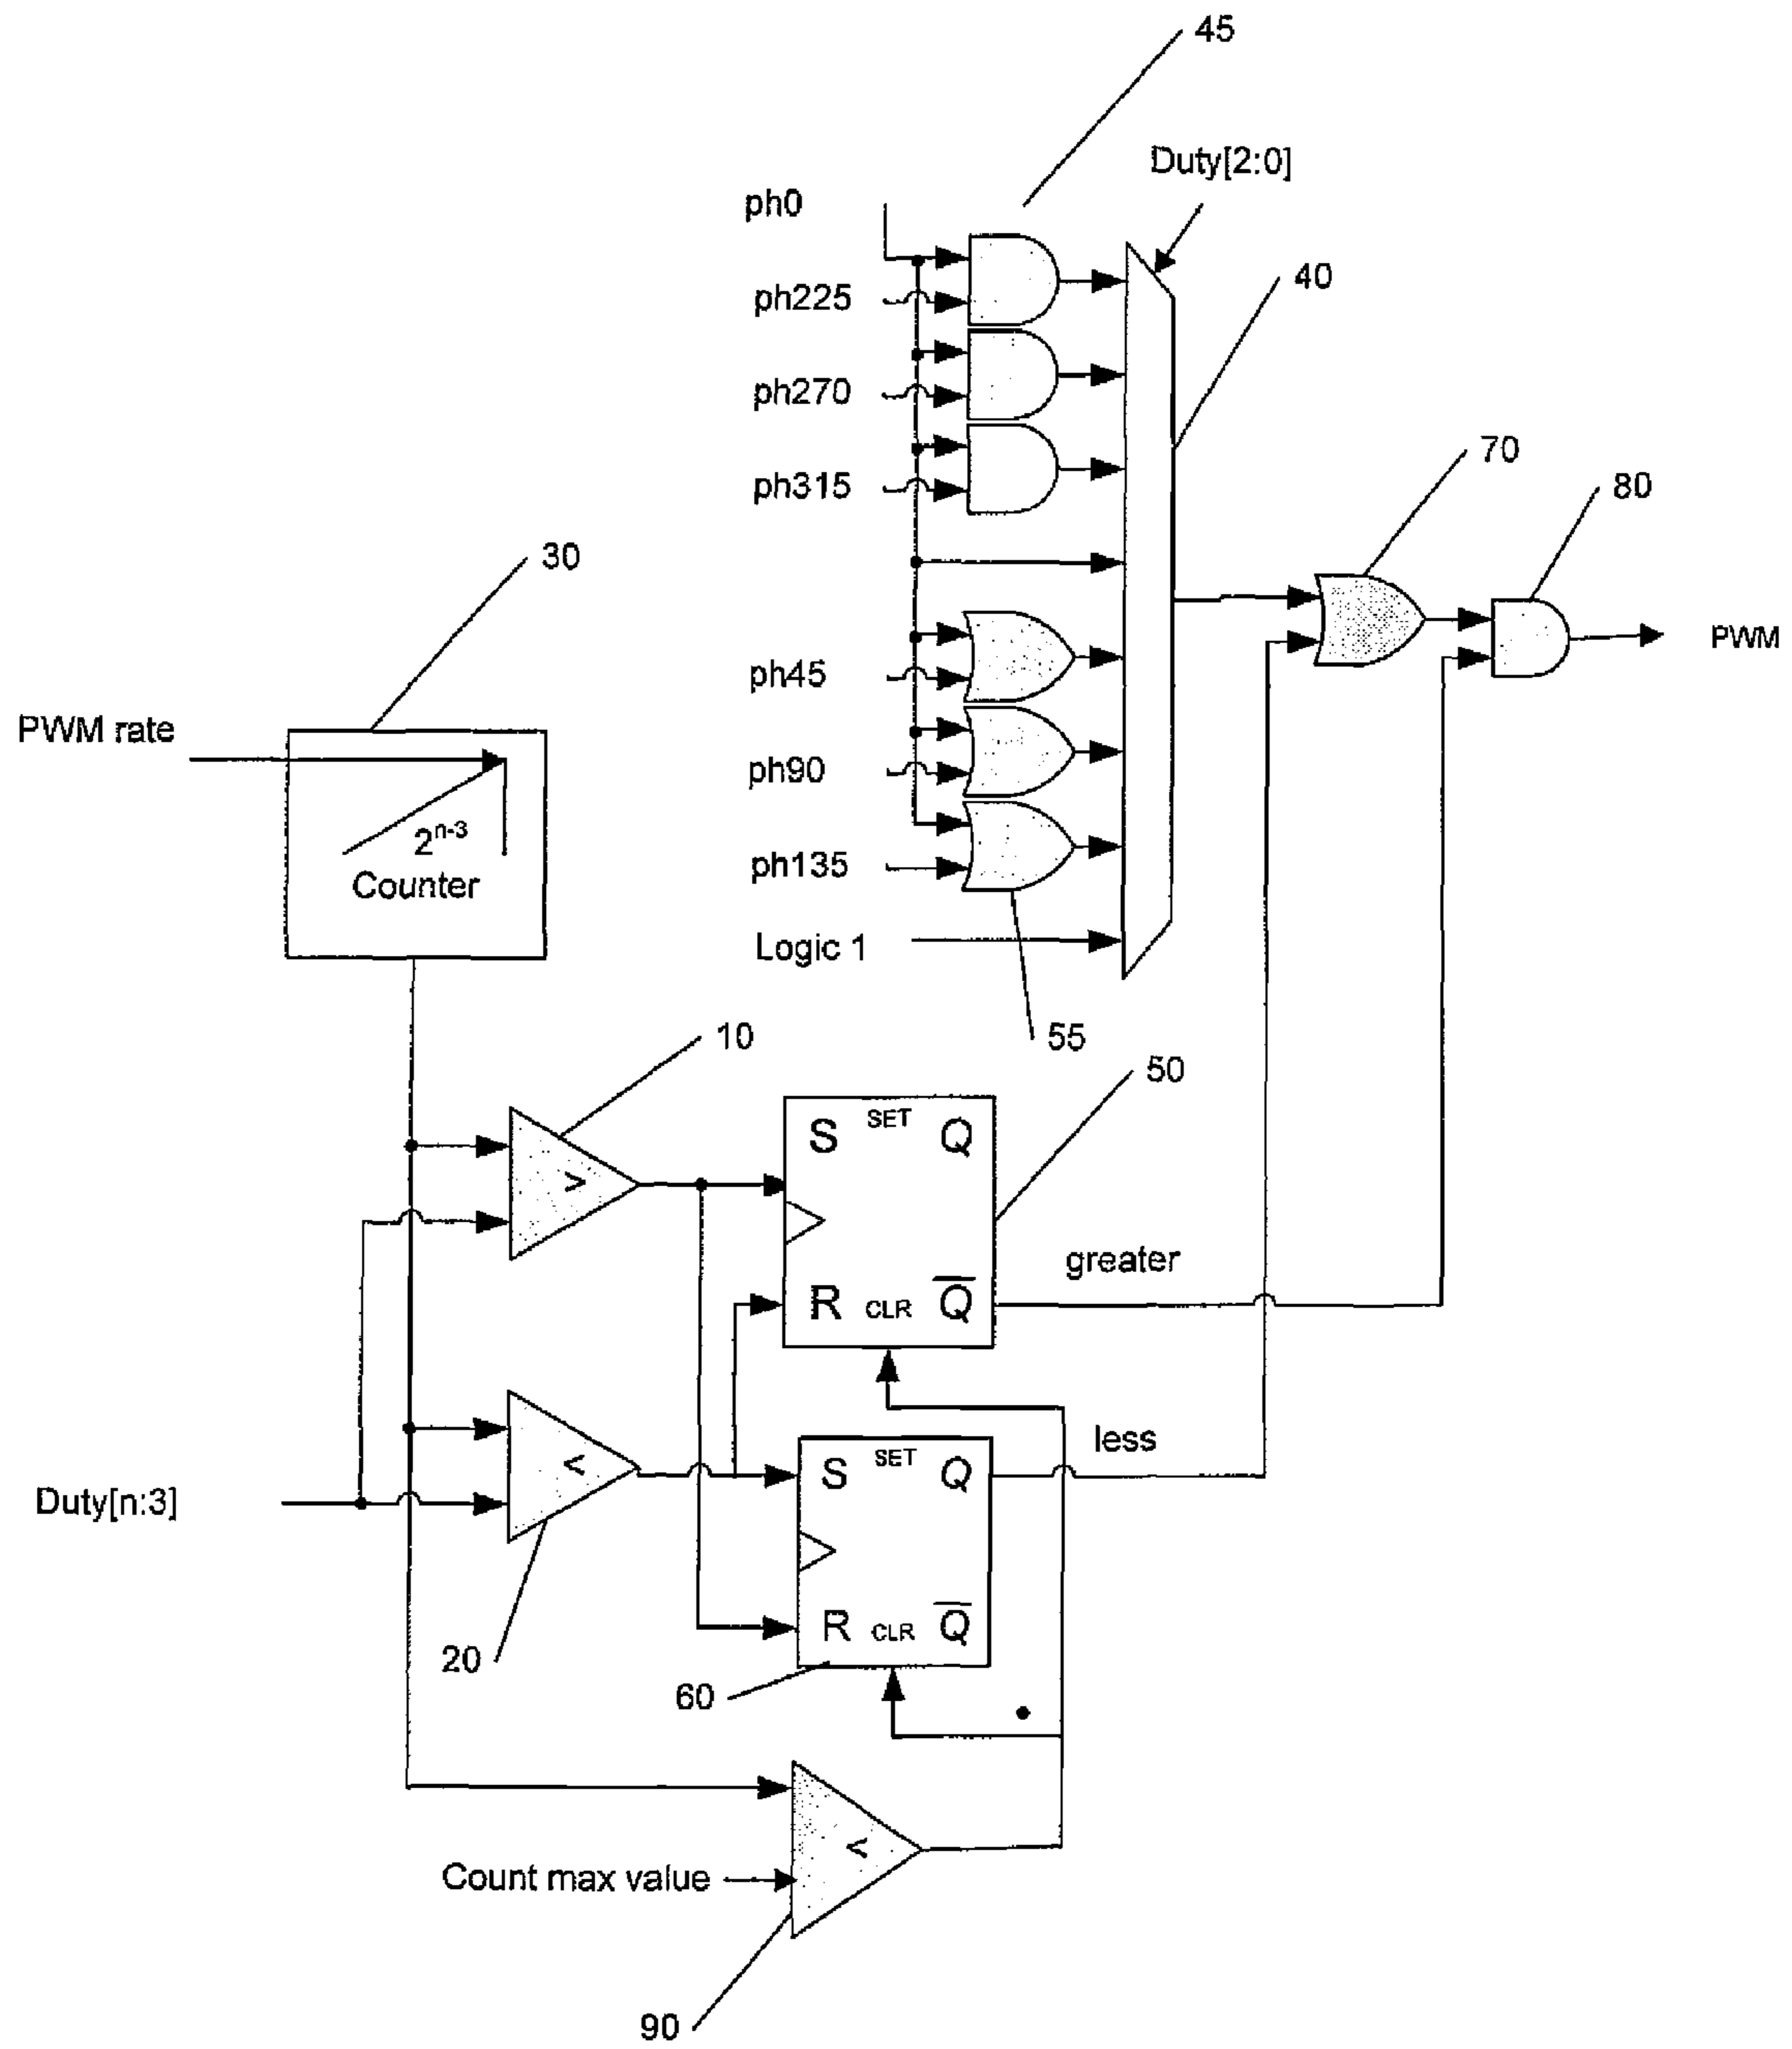 45
Duty[2:0]
ph0
40
ph225
ph270
70
ph315
80
30
PWM
ph45
PWM rate
ph90
2ⁿ⁻³
Counter
ph135
Logic 1
10
55
50
S SET Q
>
greater
R CLR Q̅
less
<
S SET Q
Duty[n:3]
R CLR Q̅
20
60
<
Count max value
90